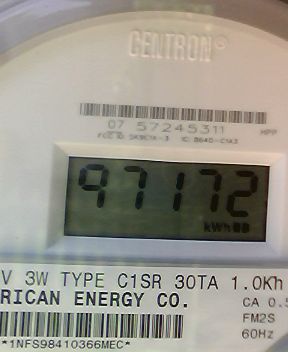 CENTRON®
07 57245311 HPP
97172
kWh
V 3W TYPE C1SR 30TA 1.0Kh
RICAN ENERGY CO.
CA 0.5
FM2S
60Hz
*1NFS98410366MEC*